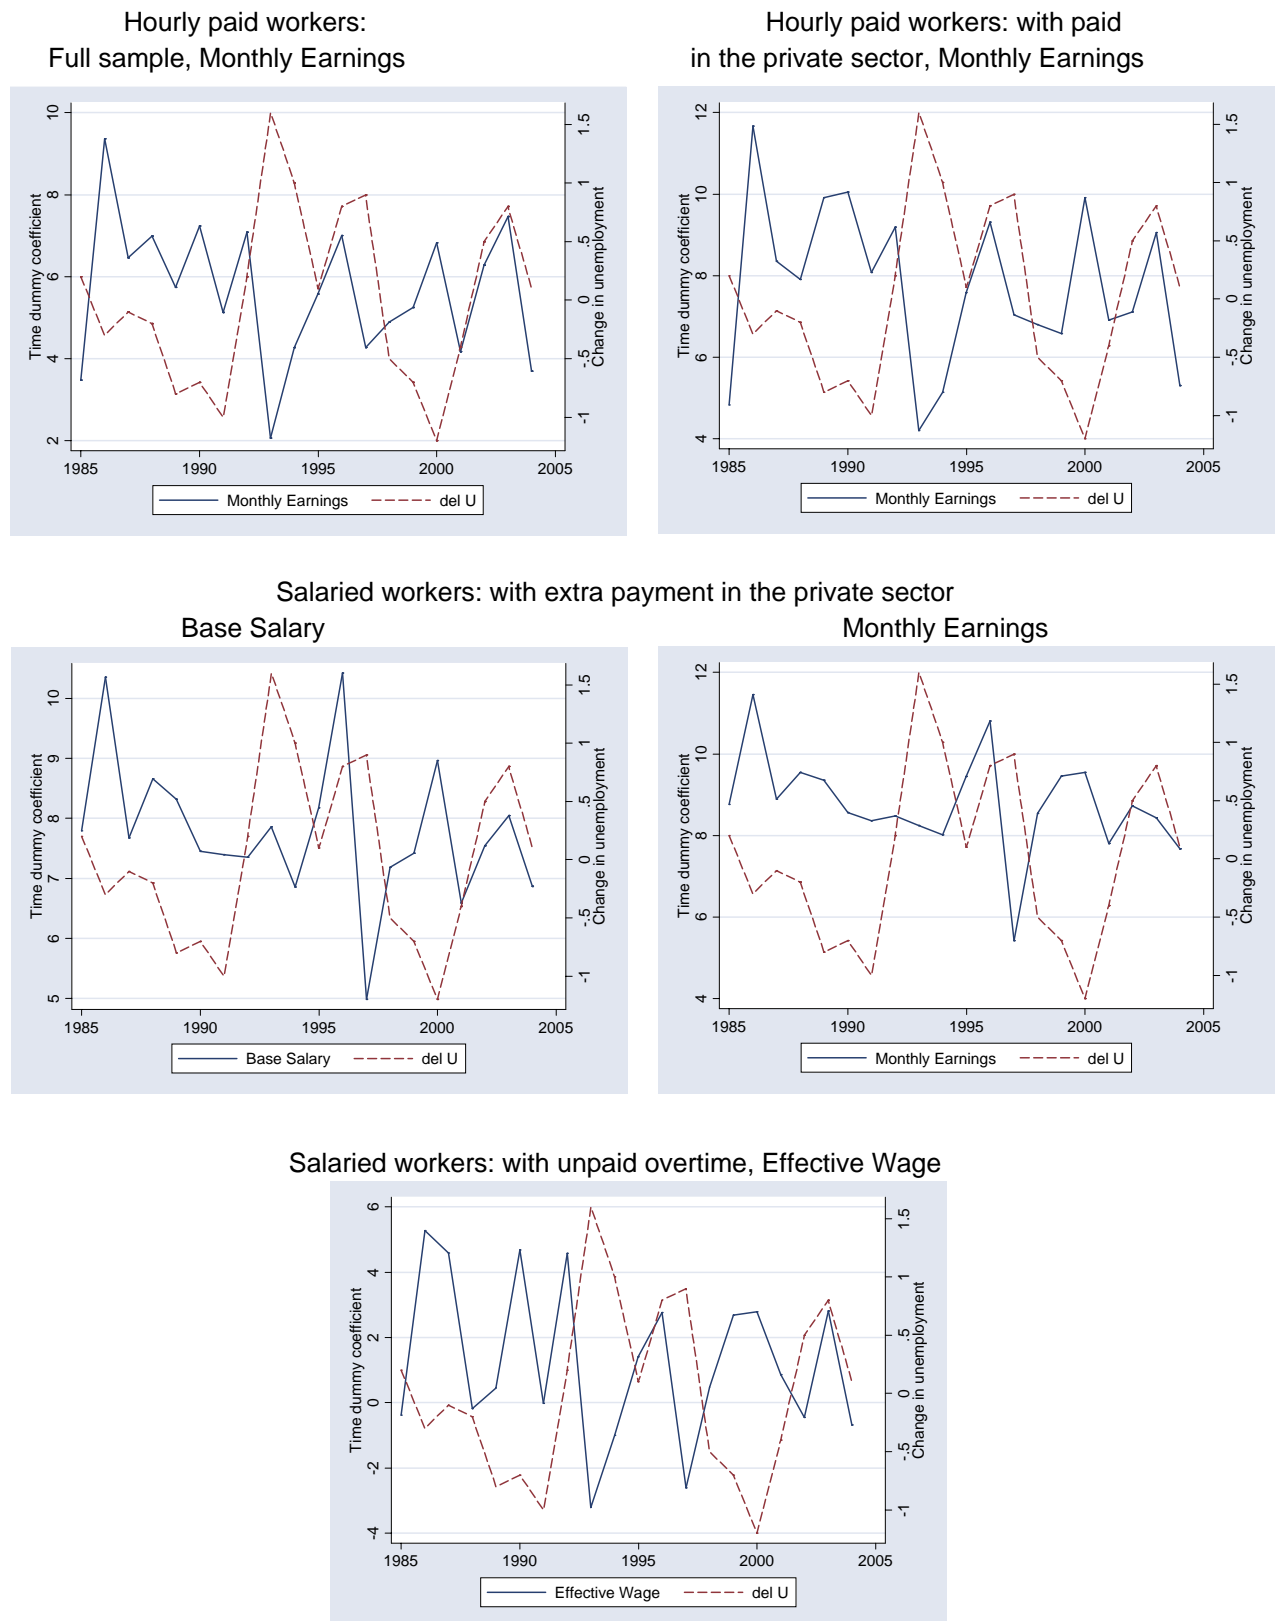 Hourly paid workers:
Full sample, Monthly Earnings
Time dummy coefficient
2 4 6 8 10
Change in unemployment
-1 -.5 0 .5 1 1.5
1985 1990 1995 2000 2005
Monthly Earnings del U
Hourly paid workers: with paid
in the private sector, Monthly Earnings
Time dummy coefficient
4 6 8 10 12
Change in unemployment
-1 -.5 0 .5 1 1.5
1985 1990 1995 2000 2005
Monthly Earnings del U
Salaried workers: with extra payment in the private sector
Base Salary
Time dummy coefficient
5 6 7 8 9 10
Change in unemployment
-1 -.5 0 .5 1 1.5
1985 1990 1995 2000 2005
Base Salary del U
Monthly Earnings
Time dummy coefficient
4 6 8 10 12
Change in unemployment
-1 -.5 0 .5 1 1.5
1985 1990 1995 2000 2005
Monthly Earnings del U
Salaried workers: with unpaid overtime, Effective Wage
Time dummy coefficient
-4 -2 0 2 4 6
Change in unemployment
-1 -.5 0 .5 1 1.5
1985 1990 1995 2000 2005
Effective Wage del U